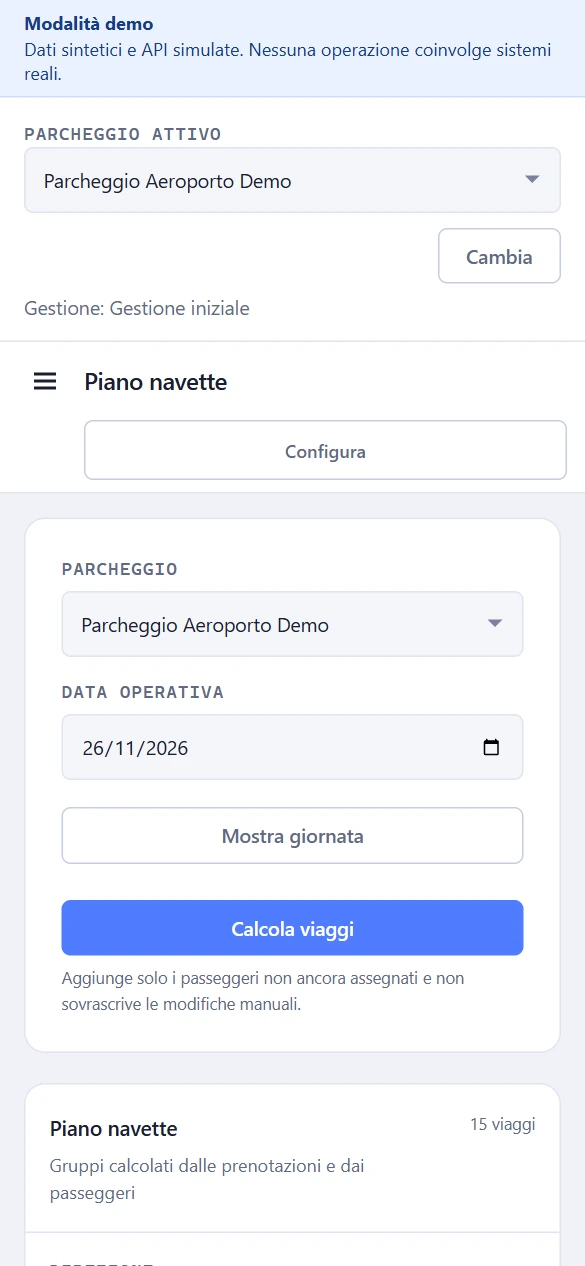 Modalità demo
Dati sintetici e API simulate. Nessuna operazione coinvolge sistemi
reali.
PARCHEGGIO ATTIVO
Parcheggio Aeroporto Demo
Cambia
Gestione: Gestione iniziale
Piano navette
Configura
PARCHEGGIO
Parcheggio Aeroporto Demo
DATA OPERATIVA
26/11/2026
Mostra giornata
Calcola viaggi
Aggiunge solo i passeggeri non ancora assegnati e non
sovrascrive le modifiche manuali.
Piano navette
15 viaggi
Gruppi calcolati dalle prenotazioni e dai
passeggeri